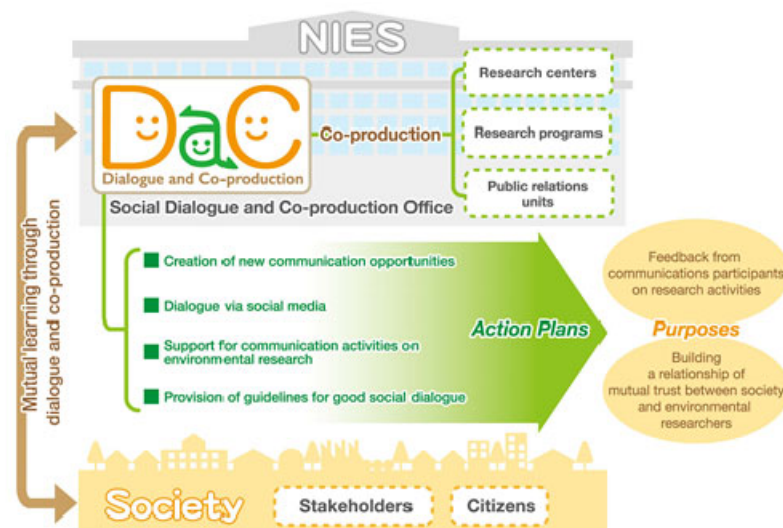 NIES
DaC
Dialogue and Co-production
Co-production
Research centers
Research programs
Public relations
units
Social Dialogue and Co-production Office
Mutual learning through
dialogue and co-production
Creation of new communication opportunities
Dialogue via social media
Support for communication activities on
environmental research
Provision of guidelines for good social dialogue
Action Plans
Feedback from
communications participants
on research activities
Purposes
Building
a relationship of
mutual trust between society
and environmental
researchers
Society
Stakeholders
Citizens